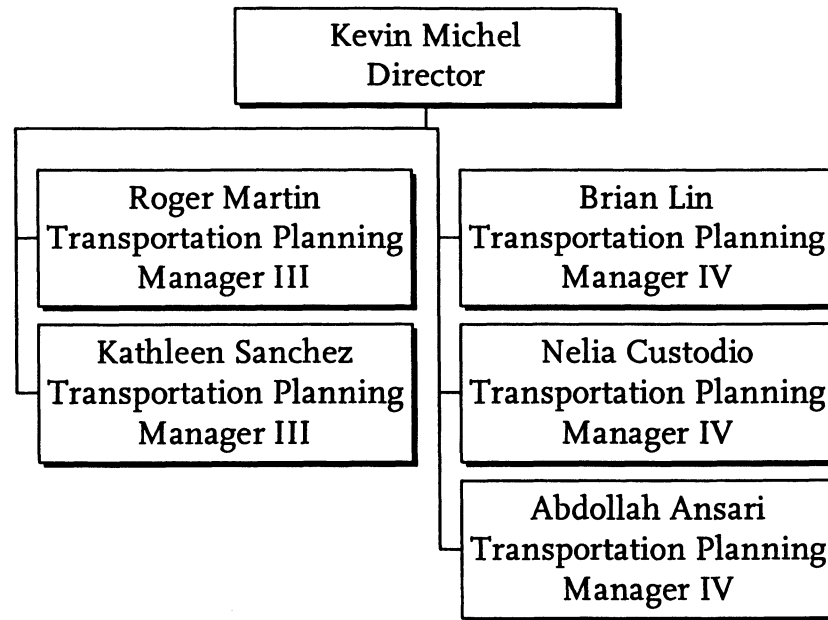 Kevin Michel
Director
Roger Martin
Transportation Planning
Manager III
Kathleen Sanchez
Transportation Planning
Manager III
Brian Lin
Transportation Planning
Manager IV
Nelia Custodio
Transportation Planning
Manager IV
Abdollah Ansari
Transportation Planning
Manager IV